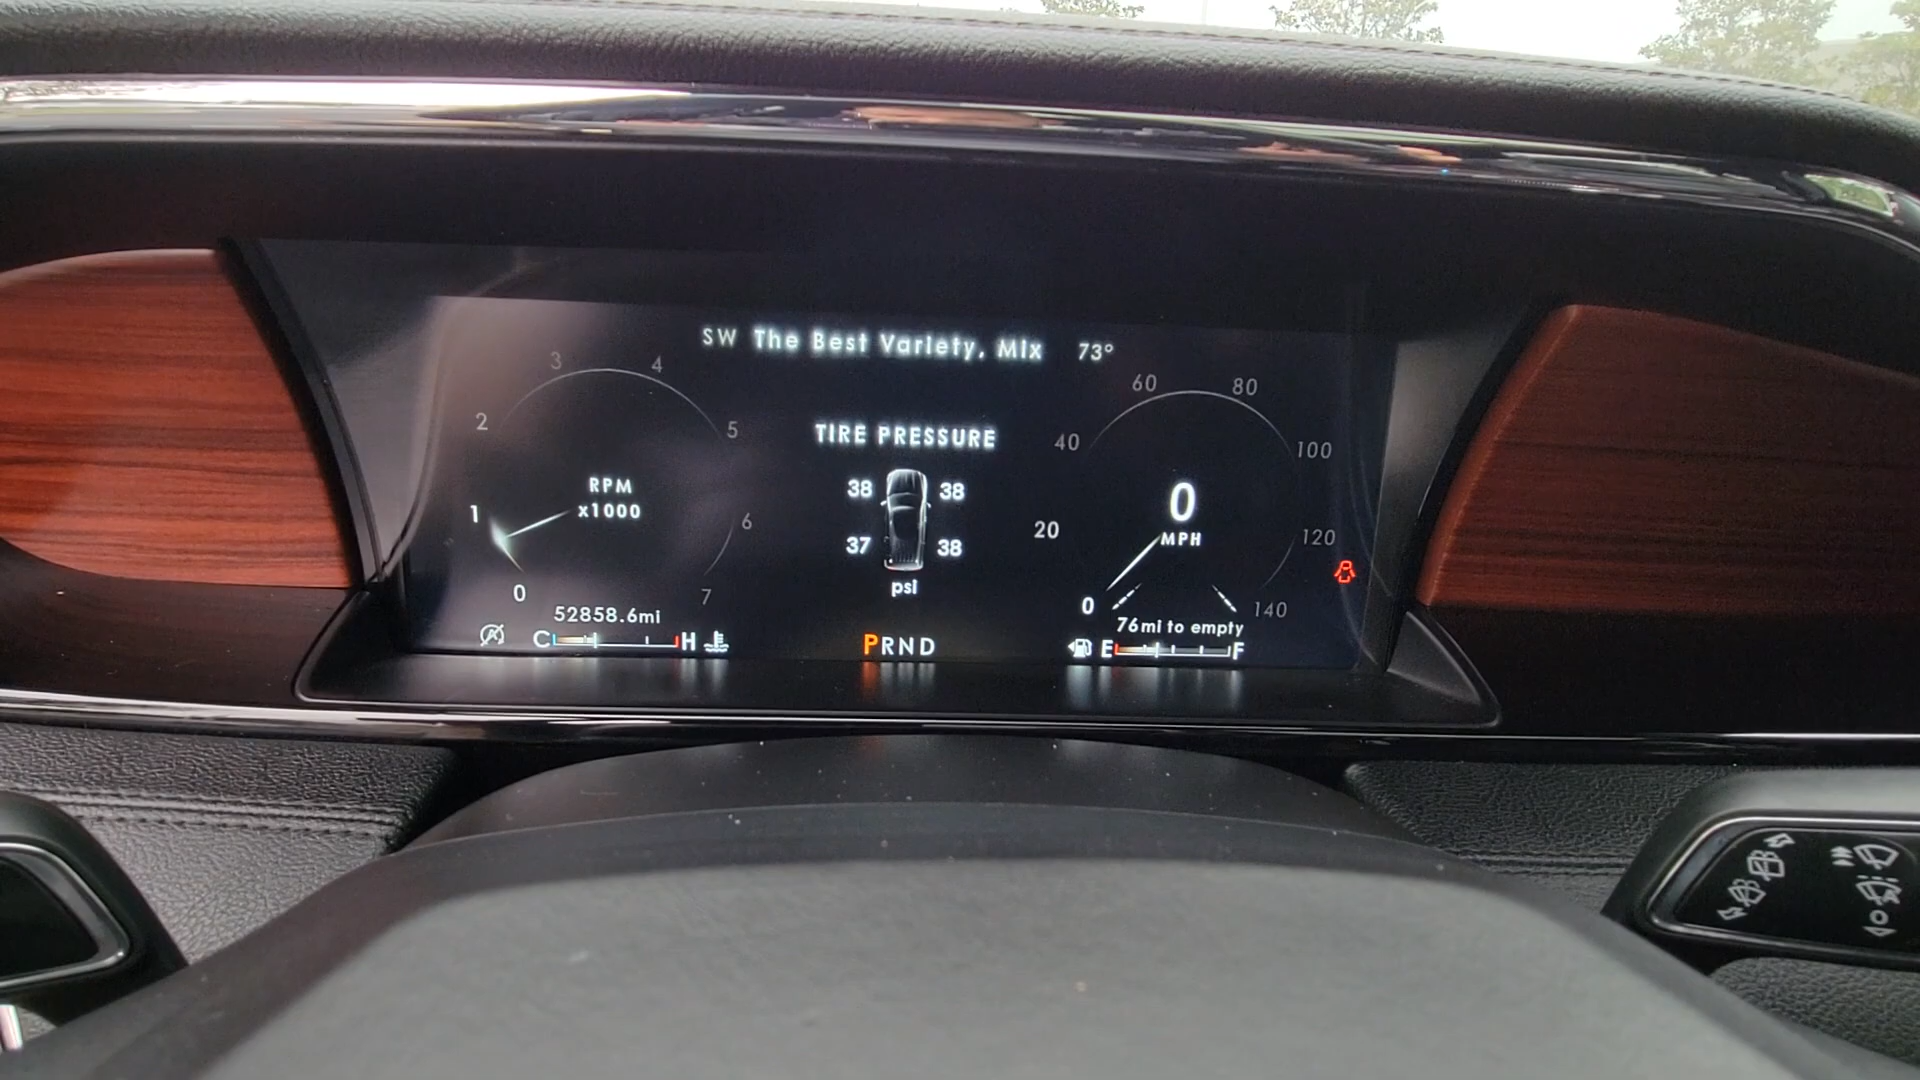 SW The Best Variety, Mix 73°
3 4
2 5
1 6
0 7
RPM
x1000
52858.6mi
C H
TIRE PRESSURE
38 38
37 38
psi
PRND
60 80
40 100
20 120
0 140
0
MPH
76mi to empty
E F